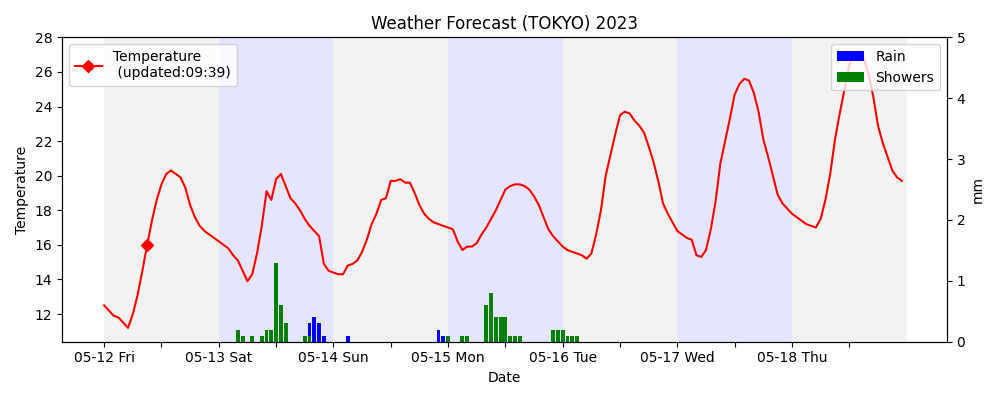 Weather Forecast (TOKYO) 2023
Temperature
(updated:09:39)
Rain
Showers
28
26
24
22
20
18
16
14
12
Temperature
5
4
3
2
1
0
mm
05-12 Fri
05-13 Sat
05-14 Sun
05-15 Mon
05-16 Tue
05-17 Wed
05-18 Thu
Date